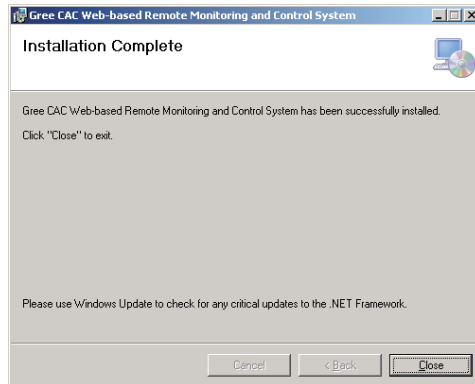 Gree CAC Web-based Remote Monitoring and Control System
Installation Complete
Gree CAC Web-based Remote Monitoring and Control System has been successfully installed.
Click "Close" to exit.
Please use Windows Update to check for any critical updates to the .NET Framework.
Cancel
< Back
Close